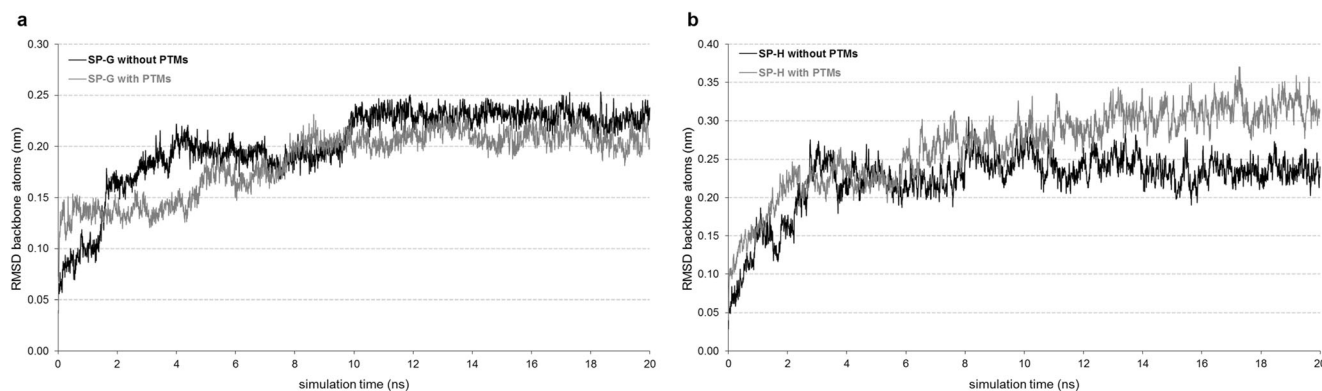 a
SP-G without PTMs
SP-G with PTMs
RMSD backbone atoms (nm)
0.30
0.25
0.20
0.15
0.10
0.05
0.00
0 2 4 6 8 10 12 14 16 18 20
simulation time (ns)
b
SP-H without PTMs
SP-H with PTMs
RMSD backbone atoms (nm)
0.40
0.35
0.30
0.25
0.20
0.15
0.10
0.05
0.00
0 2 4 6 8 10 12 14 16 18 20
simulation time (ns)